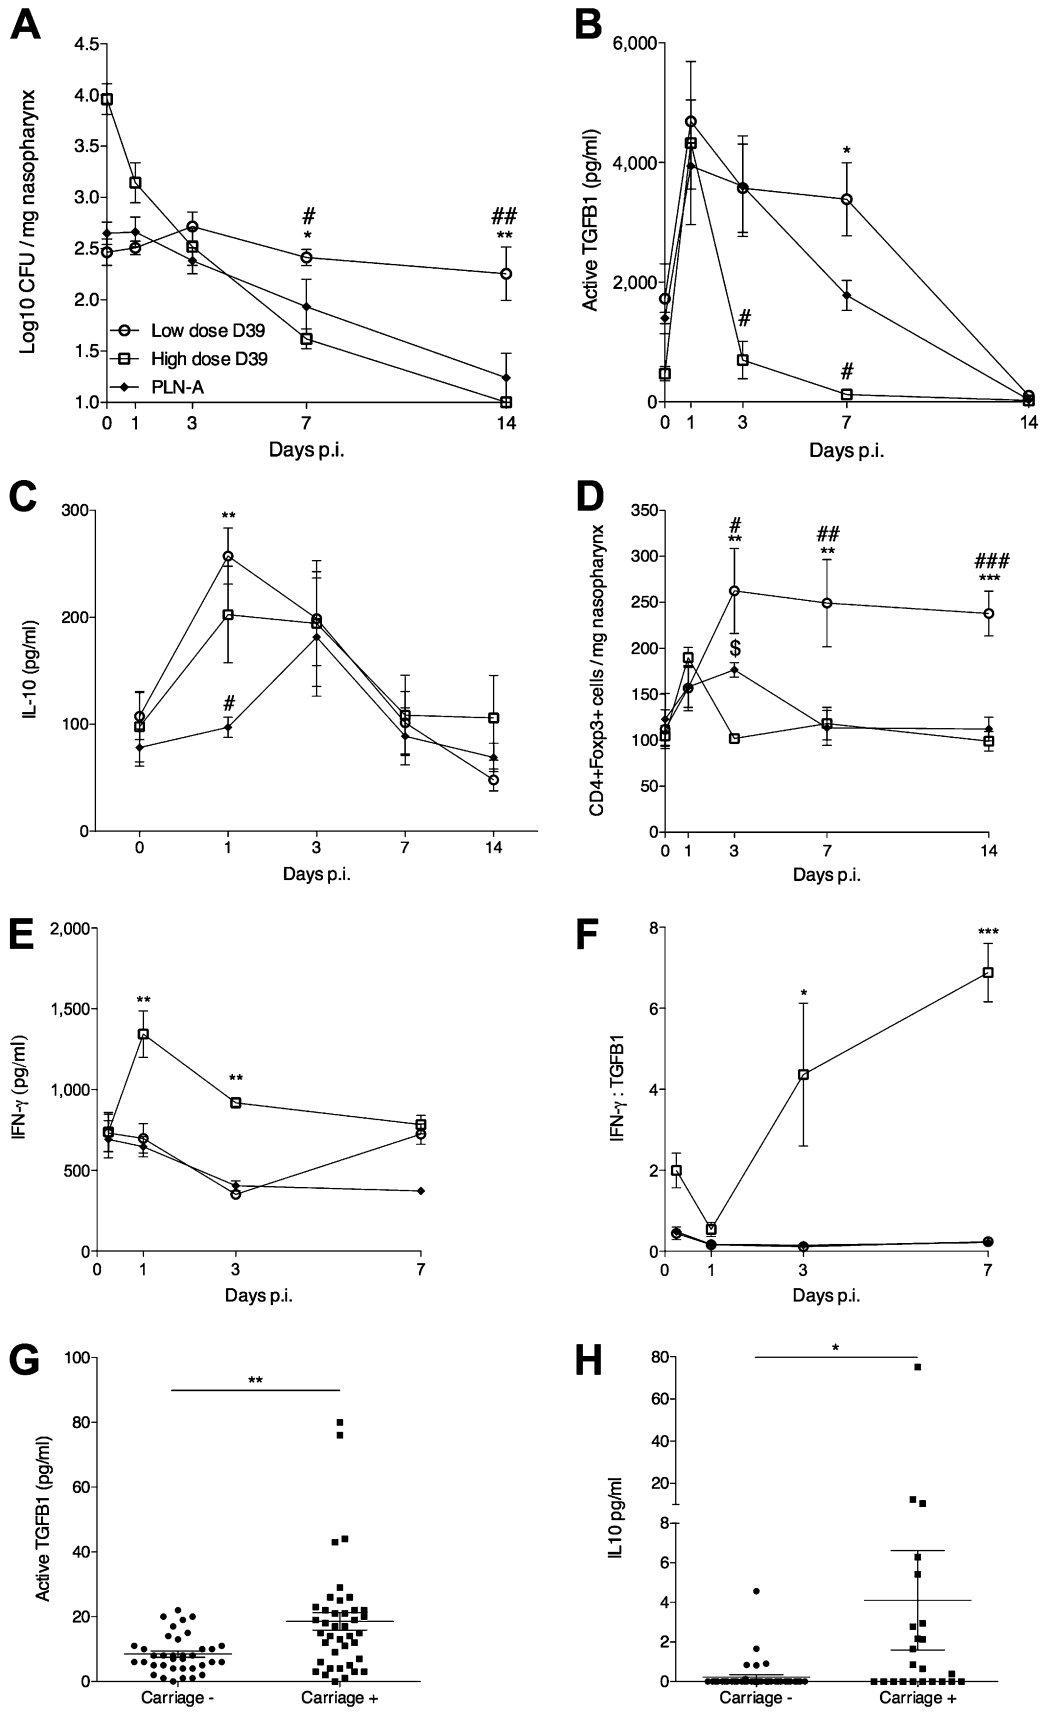 A
Log10 CFU / mg nasopharynx
4.5
4.0
3.5
3.0
2.5
2.0
1.5
1.0
#
*
##
**
Low dose D39
High dose D39
PLN-A
0 1 3 7 14
Days p.i.
B
Active TGFB1 (pg/ml)
6,000
4,000
2,000
0
*
#
#
0 1 3 7 14
Days p.i.
C
IL-10 (pg/ml)
300
200
100
0
**
#
0 1 3 7 14
Days p.i.
D
CD4+Foxp3+ cells / mg nasopharynx
350
300
250
200
150
100
50
0
#
**
##
**
###
***
$
0 1 3 7 14
Days p.i.
E
IFN-γ (pg/ml)
2,000
1,500
1,000
500
0
**
**
0 1 3 7
Days p.i.
F
IFN-γ : TGFB1
8
6
4
2
0
*
***
0 1 3 7
Days p.i.
G
Active TGFB1 (pg/ml)
100
80
60
40
20
0
**
Carriage - Carriage +
H
IL10 pg/ml
80
60
40
20
8
6
4
2
0
*
Carriage - Carriage +